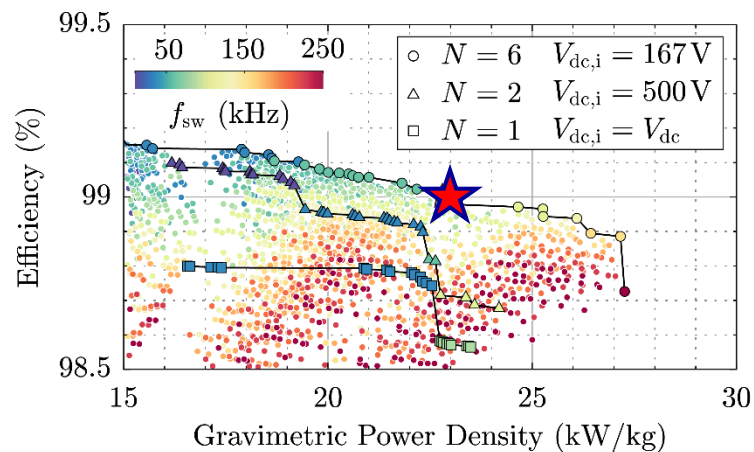 99.5
99
98.5
Efficiency (%)
50 150 250
f_sw (kHz)
N = 6 V_dc,i = 167 V
N = 2 V_dc,i = 500 V
N = 1 V_dc,i = V_dc
15 20 25 30
Gravimetric Power Density (kW/kg)